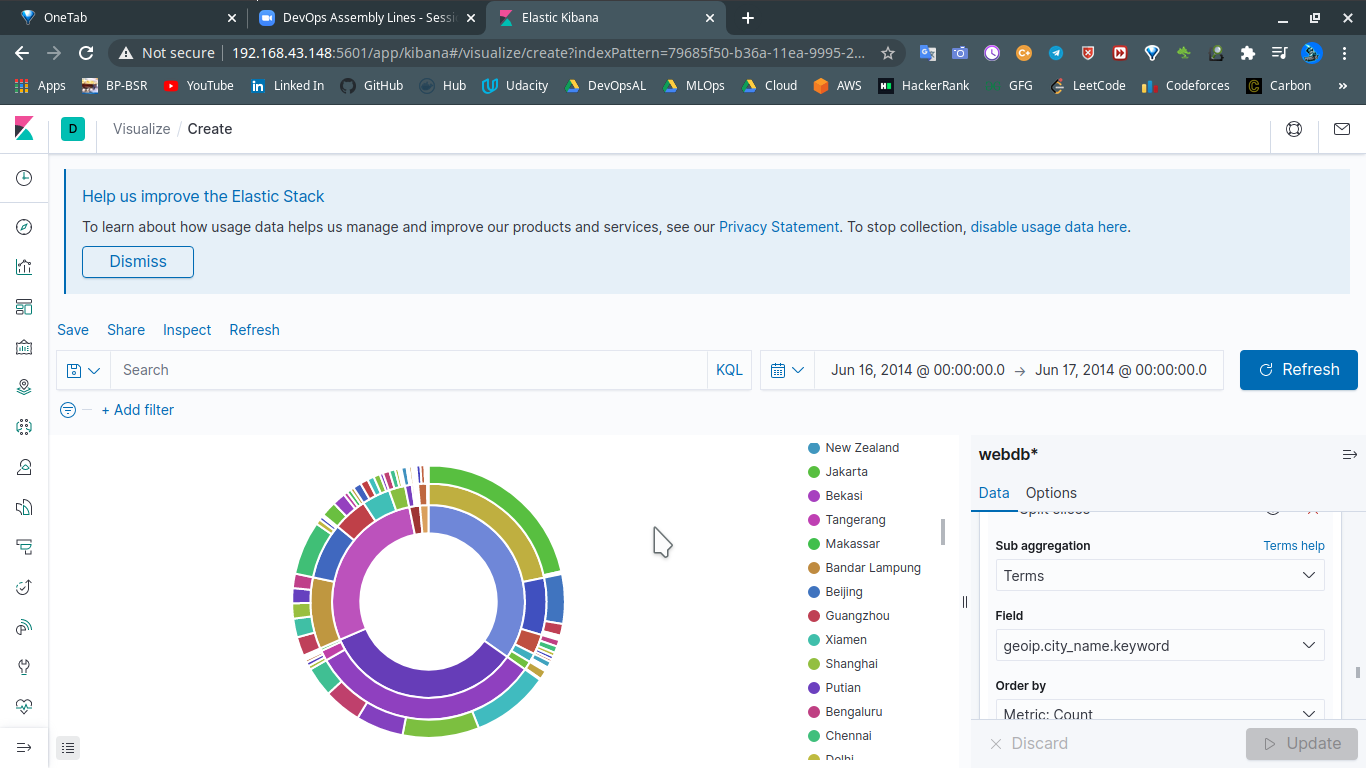 OneTab
DevOps Assembly Lines - Sessi
Elastic Kibana
Not secure
192.168.43.148:5601/app/kibana#/visualize/create?indexPattern=79685f50-b36a-11ea-9995-2...
Apps
BP-BSR
YouTube
Linked In
GitHub
Hub
Udacity
DevOpsAL
MLOps
Cloud
AWS
HackerRank
GFG
LeetCode
Codeforces
Carbon
»
D
Visualize / Create
Help us improve the Elastic Stack
To learn about how usage data helps us manage and improve our products and services, see our Privacy Statement. To stop collection, disable usage data here.
Dismiss
Save
Share
Inspect
Refresh
Search
KQL
Jun 16, 2014 @ 00:00:00.0 → Jun 17, 2014 @ 00:00:00.0
Refresh
+ Add filter
New Zealand
Jakarta
Bekasi
Tangerang
Makassar
Bandar Lampung
Beijing
Guangzhou
Xiamen
Shanghai
Putian
Bengaluru
Chennai
Delhi
webdb*
Data
Options
Split slices
Sub aggregation
Terms help
Terms
Field
geoip.city_name.keyword
Order by
Metric: Count
Discard
Update